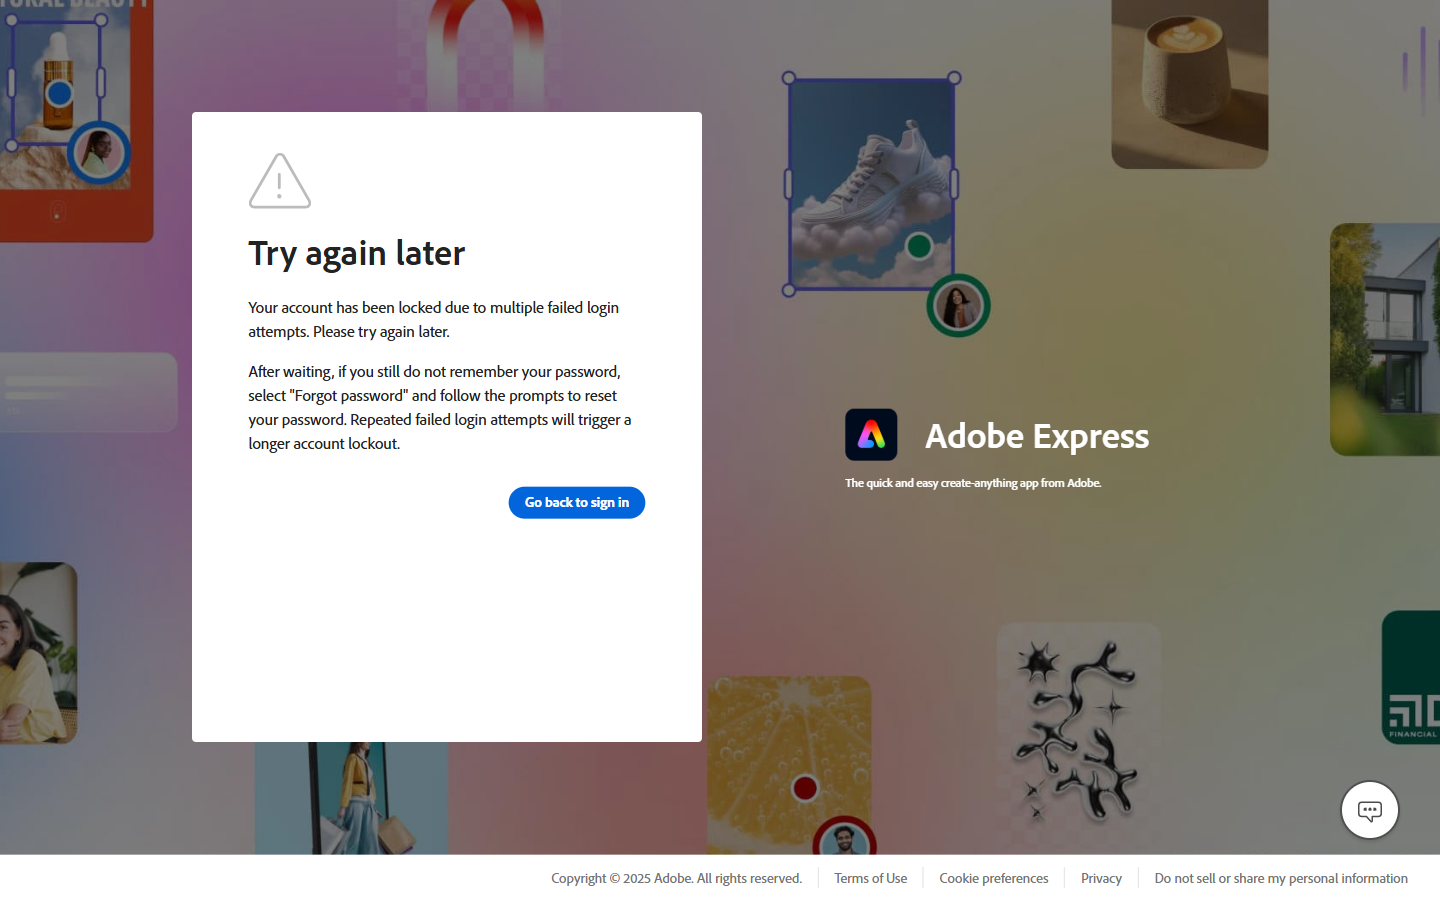 Try again later
Your account has been locked due to multiple failed login
attempts. Please try again later.
After waiting, if you still do not remember your password,
select "Forgot password" and follow the prompts to reset
your password. Repeated failed login attempts will trigger a
longer account lockout.
Go back to sign in
Adobe Express
The quick and easy create-anything app from Adobe.
FINANCIAL
Copyright © 2025 Adobe. All rights reserved.
Terms of Use
Cookie preferences
Privacy
Do not sell or share my personal information